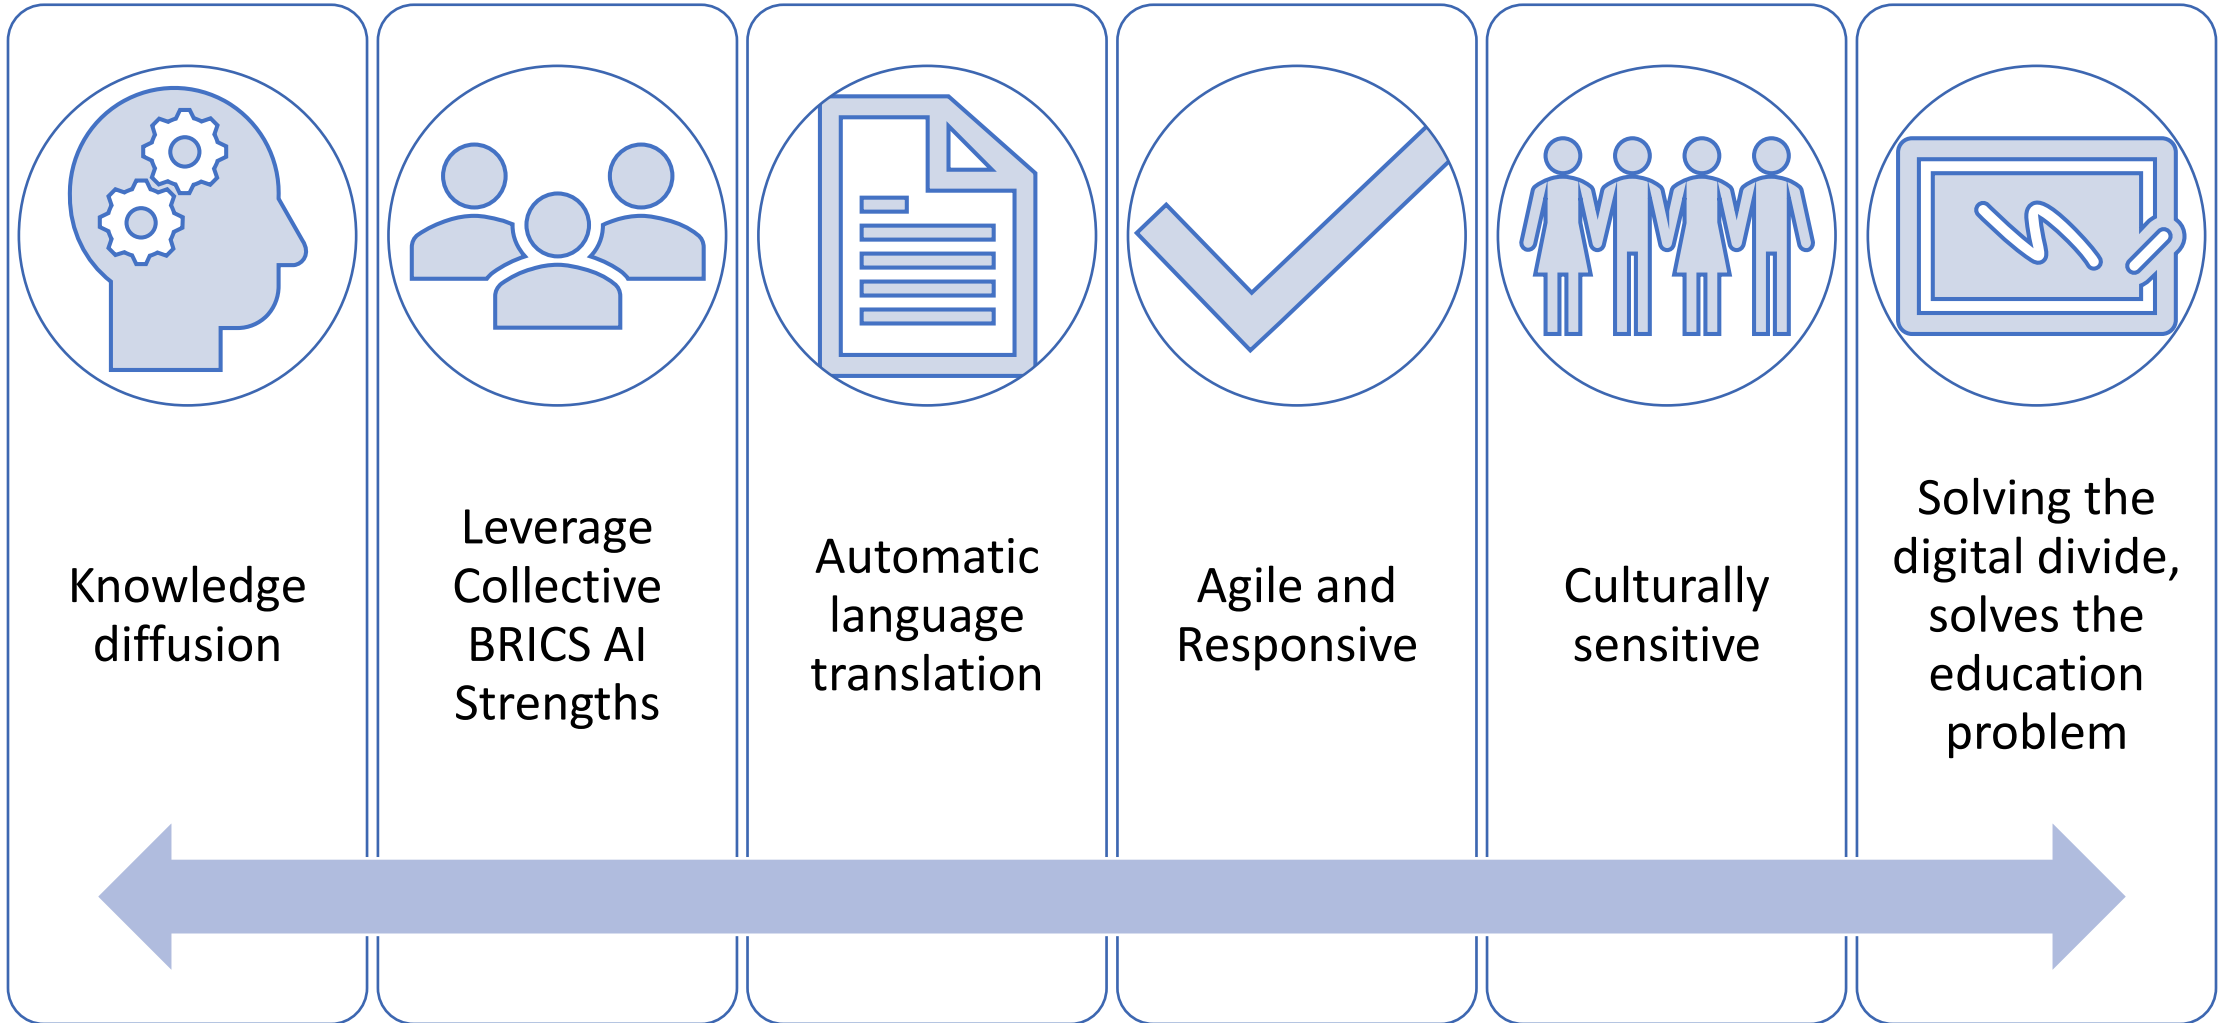 Knowledge
diffusion
Leverage
Collective
BRICS AI
Strengths
Automatic
language
translation
Agile and
Responsive
Culturally
sensitive
Solving the
digital divide,
solves the
education
problem